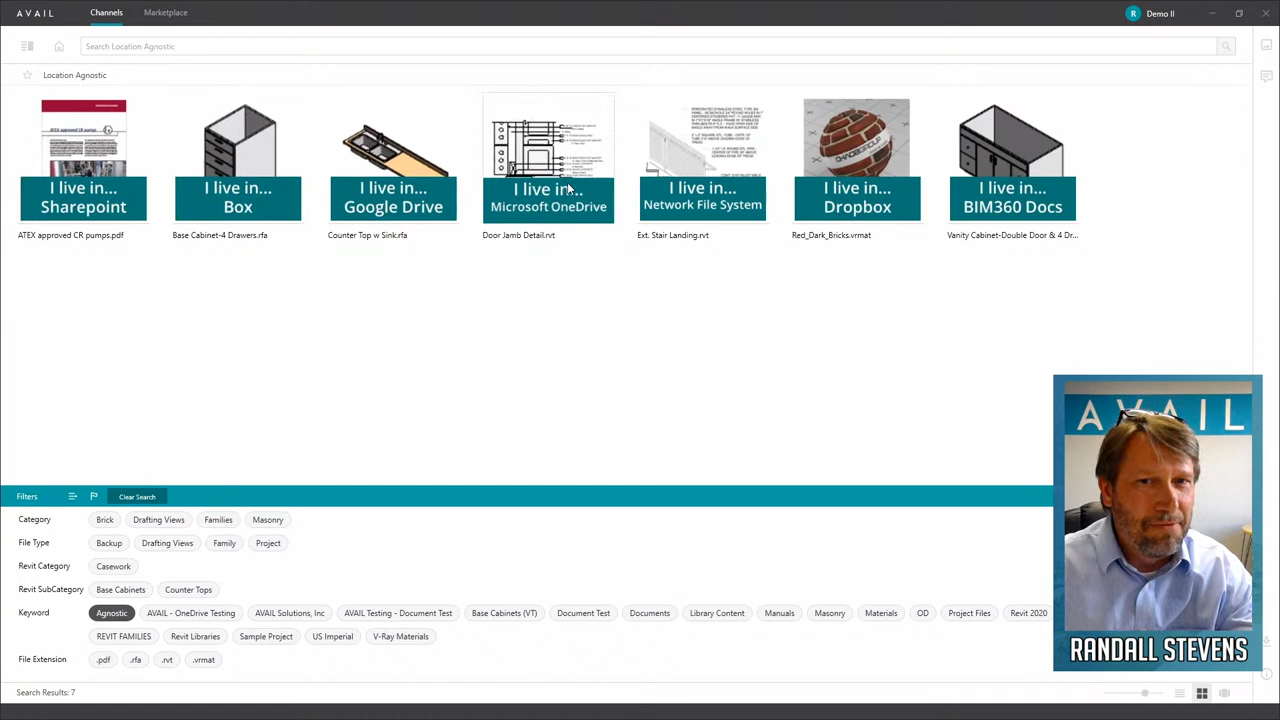 AVAIL
Channels
Marketplace
R
Demo II
Search Location Agnostic
Location Agnostic
ATEX approved CR pumps
I live in...
Sharepoint
I live in...
Box
I live in...
Google Drive
I live in...
Microsoft OneDrive
I live in...
Network File System
I live in...
Dropbox
I live in...
BIM360 Docs
ATEX approved CR pumps.pdf
Base Cabinet-4 Drawers.rfa
Counter Top w Sink.rfa
Door Jamb Detail.rvt
Ext. Stair Landing.rvt
Red_Dark_Bricks.vrmat
Vanity Cabinet-Double Door & 4 Dr...
AVAIL
Filters
Clear Search
Category
Brick
Drafting Views
Families
Masonry
File Type
Backup
Drafting Views
Family
Project
Revit Category
Casework
Revit SubCategory
Base Cabinets
Counter Tops
Keyword
Agnostic
AVAIL - OneDrive Testing
AVAIL Solutions, Inc
AVAIL Testing - Document Test
Base Cabinets (VT)
Document Test
Documents
Library Content
Manuals
Masonry
Materials
OD
Project Files
Revit 2020
REVIT FAMILIES
Revit Libraries
Sample Project
US Imperial
V-Ray Materials
File Extension
.pdf
.rfa
.rvt
.vrmat
RANDALL STEVENS
Search Results: 7